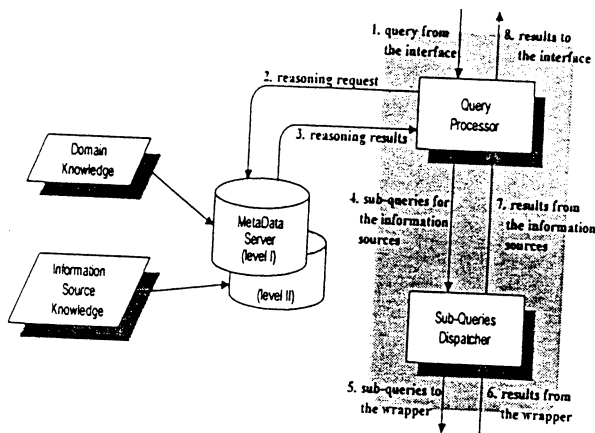 1. query from
the interface
8. results to
the interface
2. reasoning request
Query
Processor
3. reasoning results
Domain
Knowledge
MetaData
Server
(level I)
4. sub-queries for
the information
sources
7. results from
the information
sources
Information
Source
Knowledge
(level II)
Sub-Queries
Dispatcher
5. sub-queries to
the wrapper
6. results from
the wrapper